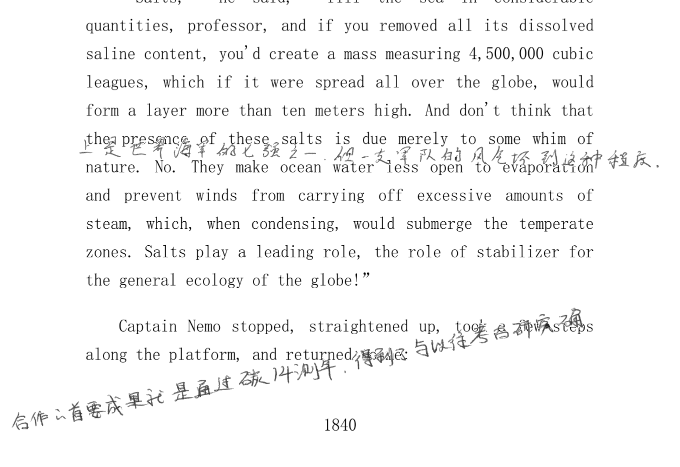 "Salts," he said, "fill the sea in considerable
quantities, professor, and if you removed all its dissolved
saline content, you'd create a mass measuring 4,500,000 cubic
leagues, which if it were spread all over the globe, would
form a layer more than ten meters high. And don't think that
the presence of these salts is due merely to some whim of
上是世界海军的七强之一.但一支军队的风气坏到这种程度.
nature. No. They make ocean water less open to evaporation
and prevent winds from carrying off excessive amounts of
steam, which, when condensing, would submerge the temperate
zones. Salts play a leading role, the role of stabilizer for
the general ecology of the globe!”
Captain Nemo stopped, straightened up, took a few steps
along the platform, and returned to me:
合作的首要成果就是通过碳14测年.得到了与以往考古研究
1840